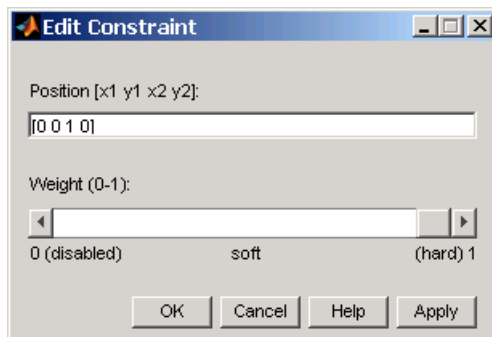 Edit Constraint
Position [x1 y1 x2 y2]:
[0 0 1 0]
Weight (0-1):
0 (disabled) soft (hard) 1
OK Cancel Help Apply